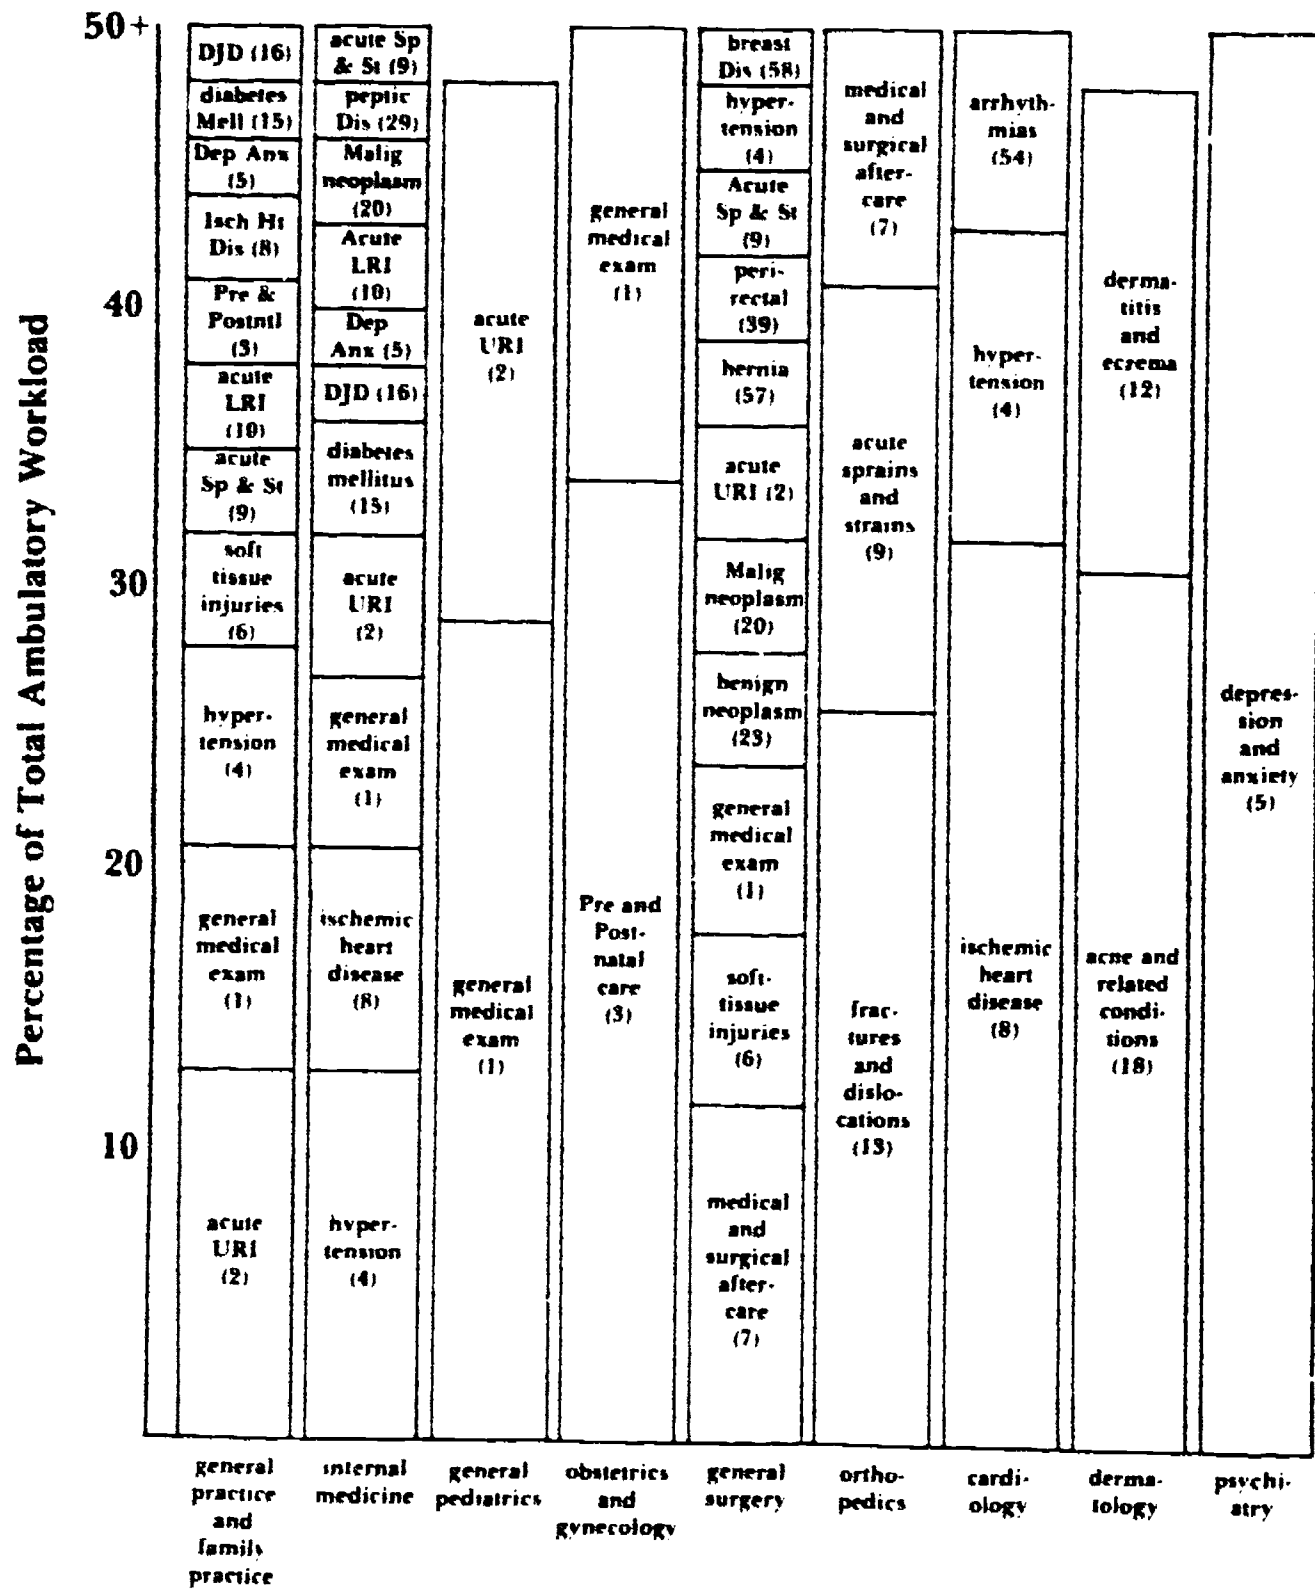 Percentage of Total Ambulatory Workload
50+
40
30
20
10
DJD (16)
diabetes
Mell (15)
Dep Anx
(5)
Isch Ht
Dis (8)
Pre &
Postntl
(3)
acute
LRI
(10)
acute
Sp & St
(9)
soft
tissue
injuries
(6)
hyper-
tension
(4)
general
medical
exam
(1)
acute
URI
(2)
general
practice
and
family
practice
acute Sp
& St (9)
peptic
Dis (29)
Malig
neoplasm
(20)
Acute
LRI
(10)
Dep
Anx (5)
DJD (16)
diabetes
mellitus
(15)
acute
URI
(2)
general
medical
exam
(1)
ischemic
heart
disease
(8)
hyper-
tension
(4)
internal
medicine
acute
URI
(2)
general
medical
exam
(1)
general
pediatrics
general
medical
exam
(1)
Pre and
Post-
natal
care
(3)
obstetrics
and
gynecology
breast
Dis (58)
hyper-
tension
(4)
Acute
Sp & St
(9)
peri-
rectal
(39)
hernia
(57)
acute
URI (2)
Malig
neoplasm
(20)
benign
neoplasm
(23)
general
medical
exam
(1)
soft-
tissue
injuries
(6)
medical
and
surgical
after-
care
(7)
general
surgery
medical
and
surgical
after-
care
(7)
acute
sprains
and
strains
(9)
frac-
tures
and
dislo-
cations
(13)
ortho-
pedics
arrhyth-
mias
(54)
hyper-
tension
(4)
ischemic
heart
disease
(8)
cardi-
ology
derma-
titis
and
eczema
(12)
acne and
related
condi-
tions
(18)
derma-
tology
depres-
sion
and
anxiety
(5)
psychi-
atry